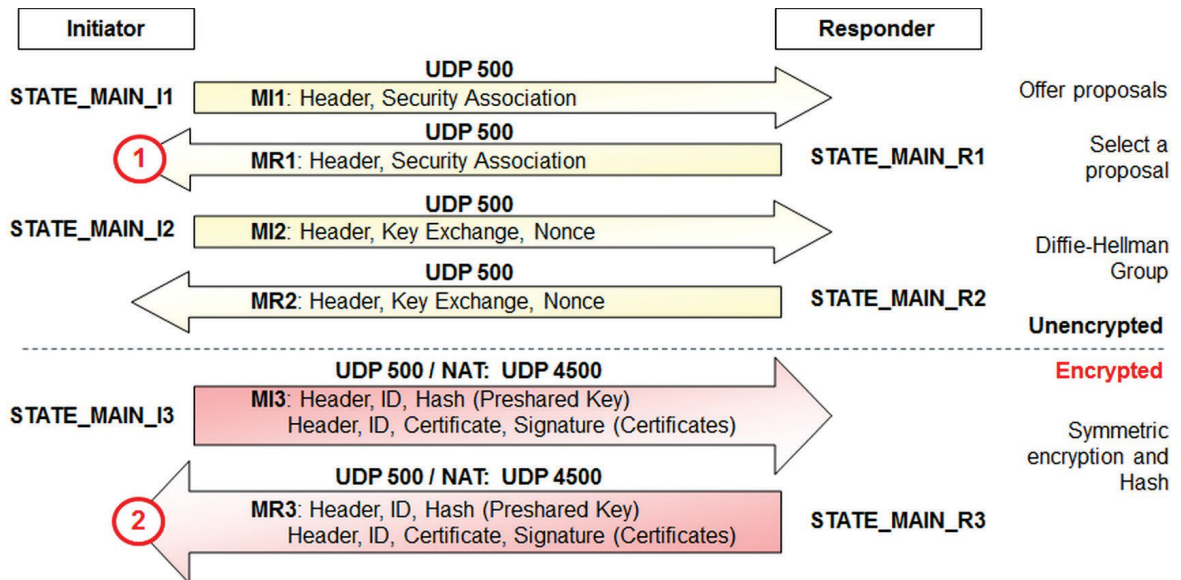 Initiator
Responder
UDP 500
STATE_MAIN_I1
MI1: Header, Security Association
Offer proposals
UDP 500
1
MR1: Header, Security Association
STATE_MAIN_R1
Select a
proposal
UDP 500
STATE_MAIN_I2
MI2: Header, Key Exchange, Nonce
Diffie-Hellman
Group
UDP 500
MR2: Header, Key Exchange, Nonce
STATE_MAIN_R2
Unencrypted
UDP 500 / NAT: UDP 4500
Encrypted
STATE_MAIN_I3
MI3: Header, ID, Hash (Preshared Key)
Header, ID, Certificate, Signature (Certificates)
Symmetric
encryption and
Hash
UDP 500 / NAT: UDP 4500
2
MR3: Header, ID, Hash (Preshared Key)
Header, ID, Certificate, Signature (Certificates)
STATE_MAIN_R3